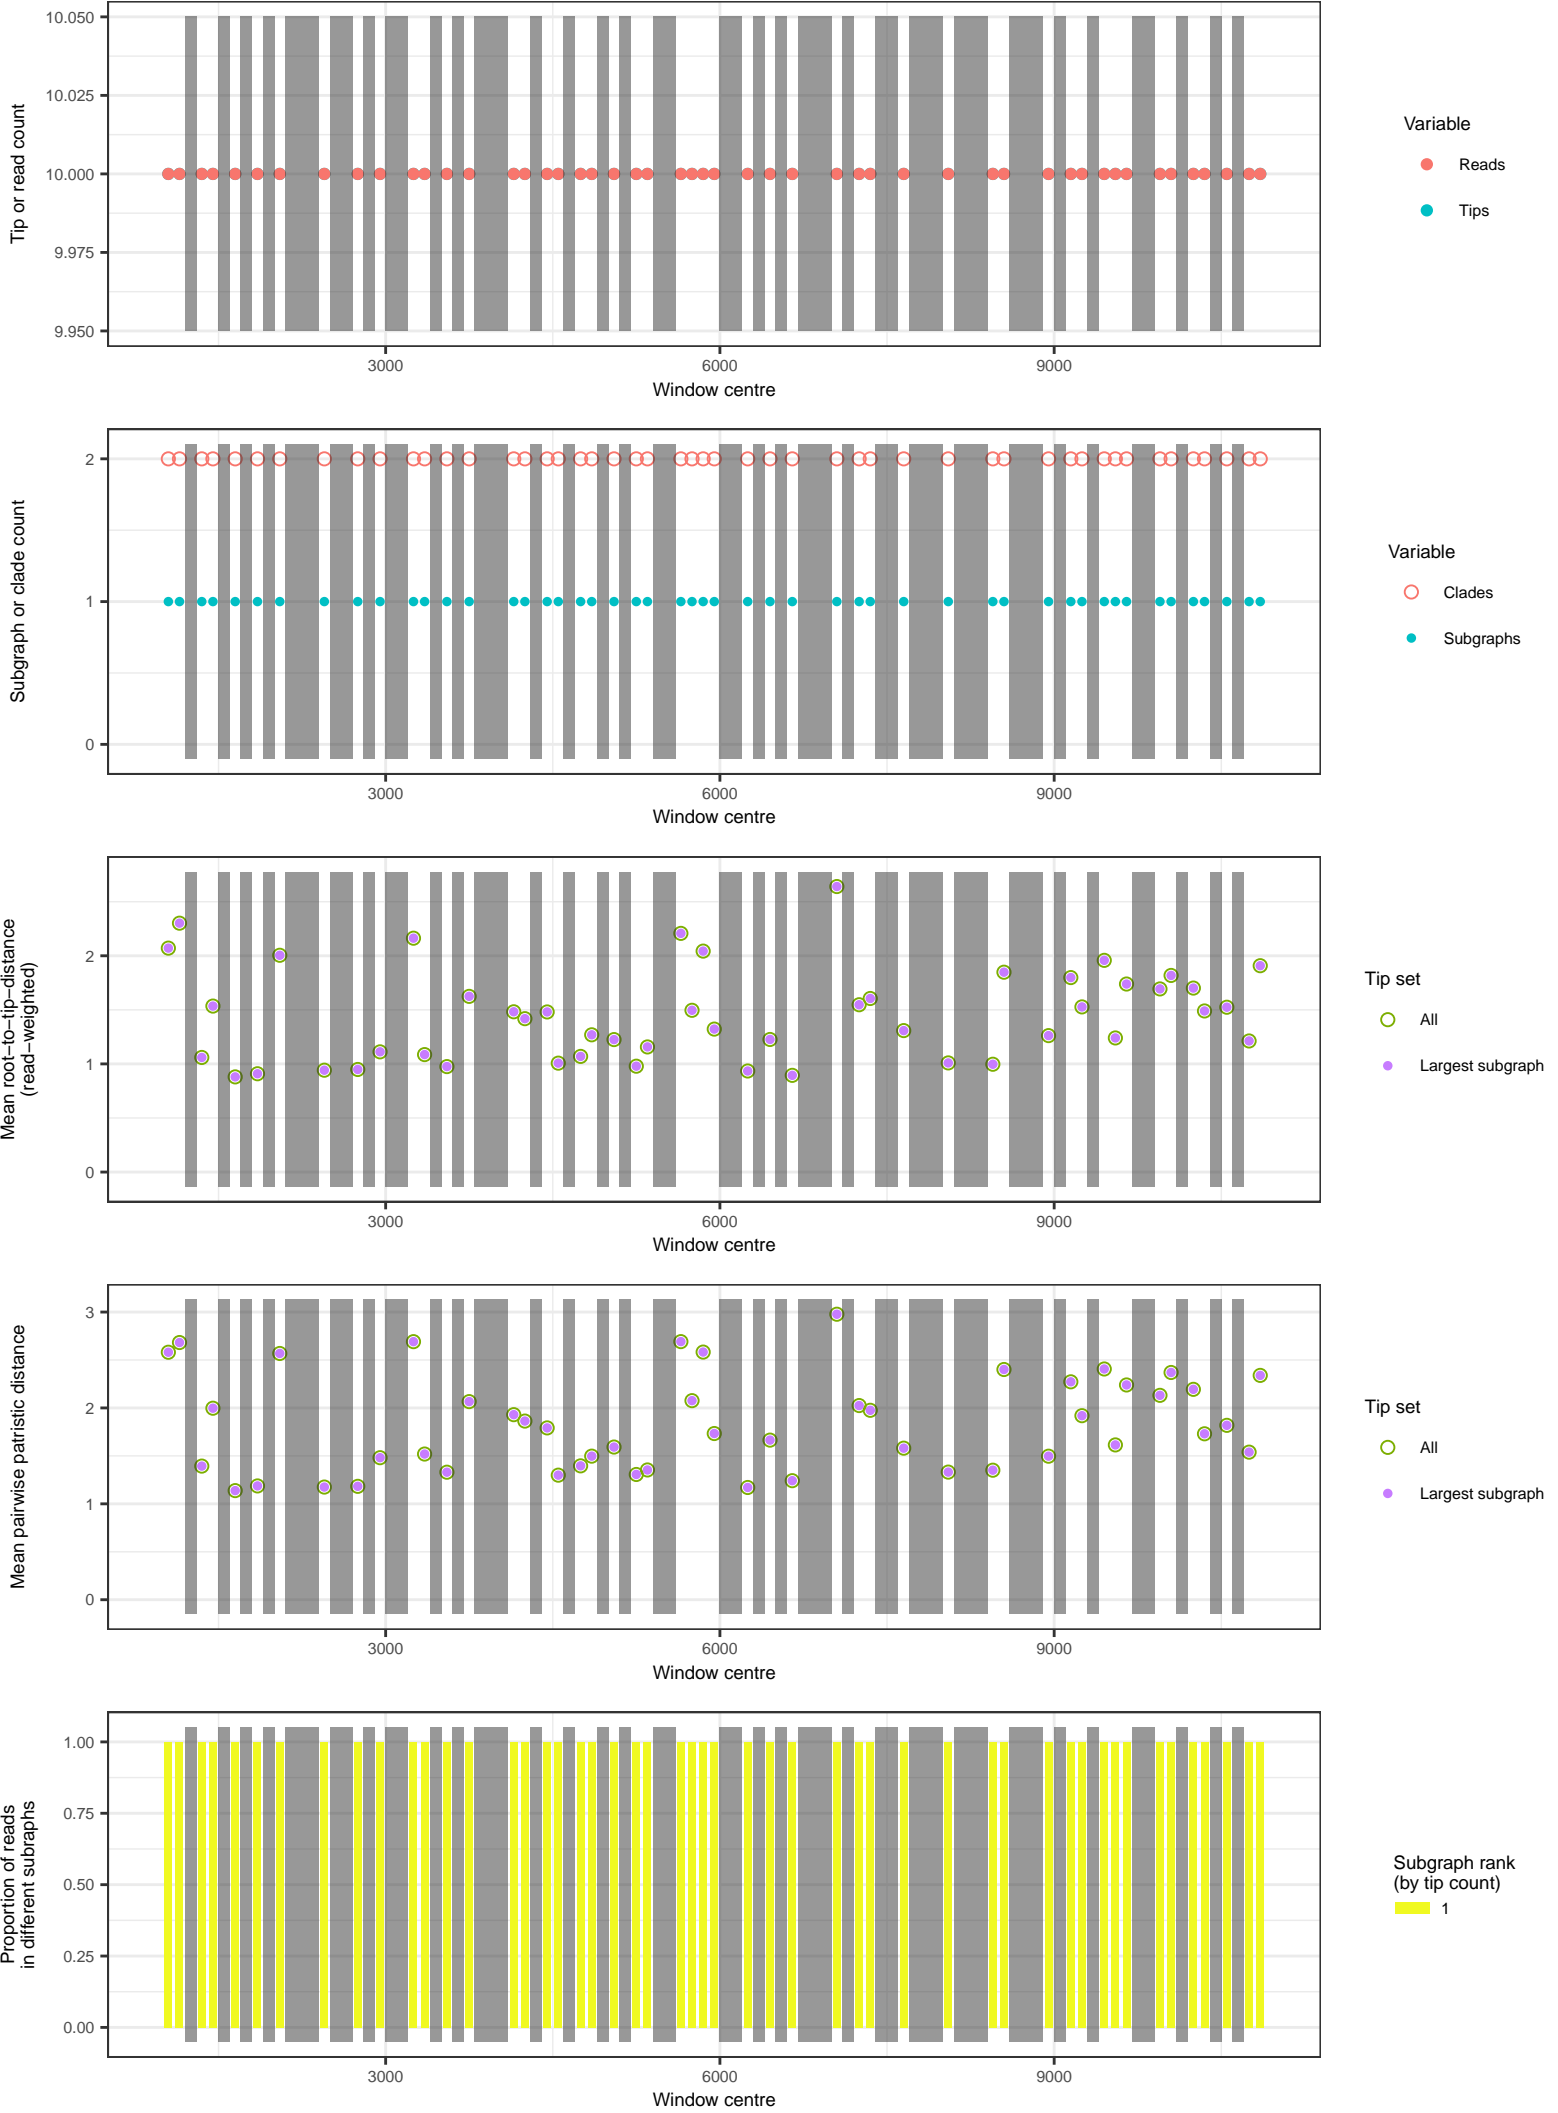 10.050
10.025
10.000
9.975
9.950
Tip or read count
3000
6000
9000
Window centre
Variable
Reads
Tips
2
1
0
Subgraph or clade count
3000
6000
9000
Window centre
Variable
Clades
Subgraphs
2
1
0
Mean root−to−tip−distance
(read−weighted)
3000
6000
9000
Window centre
Tip set
All
Largest subgraph
3
2
1
0
Mean pairwise patristic distance
3000
6000
9000
Window centre
Tip set
All
Largest subgraph
1.00
0.75
0.50
0.25
0.00
Proportion of reads
in different subraphs
3000
6000
9000
Window centre
Subgraph rank
(by tip count)
1